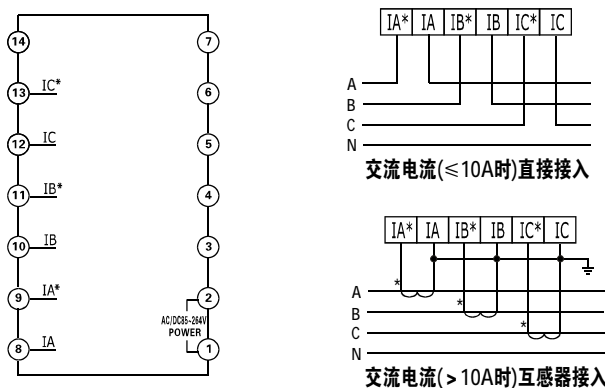 14 7
13 IC* 6
12 IC 5
11 IB* 4
10 IB 3
9 IA* 2
AC/DC85~264V
POWER
8 IA 1
IA* IA IB* IB IC* IC
A
B
C
N
交流电流(≤10A时)直接接入
IA* IA IB* IB IC* IC
* A
* B
* C
N
交流电流(>10A时)互感器接入